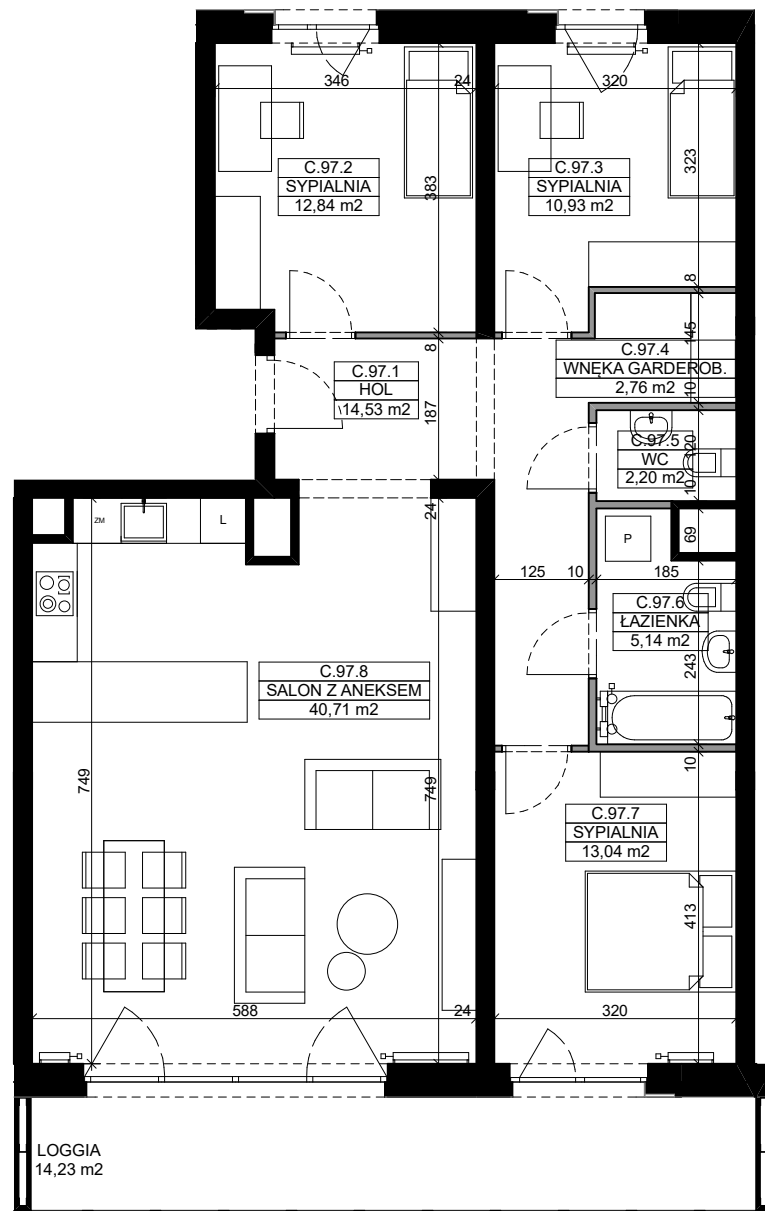 346
24
320
C.97.2
SYPIALNIA
12,84 m2
383
C.97.3
SYPIALNIA
10,93 m2
323
8
C.97.1
HOL
14,53 m2
8
187
C.97.4
WNĘKA GARDEROB.
2,76 m2
145
10
C.97.5
WC
2,20 m2
120
10
ZM
L
24
P
69
125
10
185
C.97.6
ŁAZIENKA
5,14 m2
243
10
C.97.8
SALON Z ANEKSEM
40,71 m2
749
749
C.97.7
SYPIALNIA
13,04 m2
413
588
24
320
LOGGIA
14,23 m2